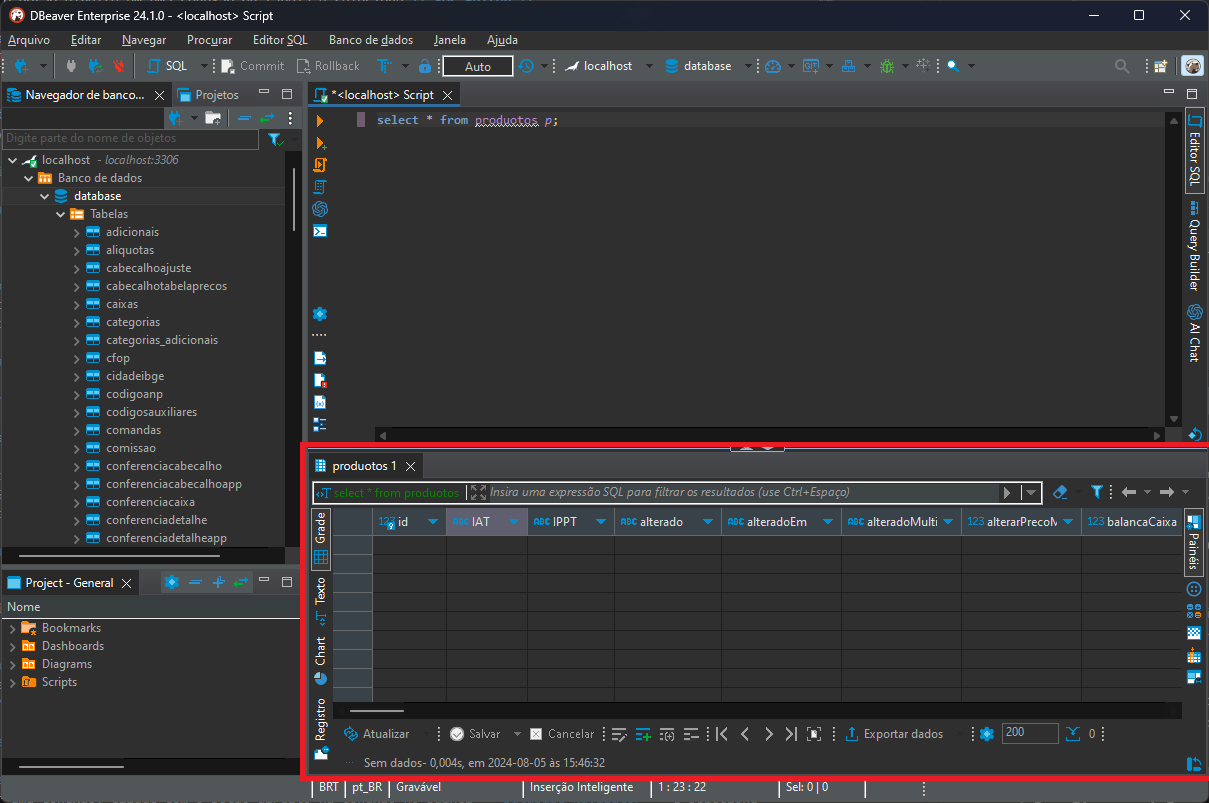 DBeaver Enterprise 24.1.0 - <localhost> Script
Arquivo Editar Navegar Procurar Editor SQL Banco de dados Janela Ajuda
SQL Commit Rollback Auto localhost database
Navegador de banco... Projetos
Digite parte do nome de objetos
localhost - localhost:3306
Banco de dados
database
Tabelas
adicionais
aliquotas
cabecalhoajuste
cabecalhotabelaprecos
caixas
categorias
categorias_adicionais
cfop
cidadeibge
codigoanp
codigosauxiliares
comandas
comissao
conferenciacabecalho
conferenciacabecalhoapp
conferenciacaixa
conferenciadetalhe
conferenciadetalheapp
Project - General
Nome
Bookmarks
Dashboards
Diagrams
Scripts
*<localhost> Script
select * from produotos p;
Editor SQL
Query Builder
AI Chat
produotos 1
select * from produotos
Insira uma expressão SQL para filtrar os resultados (use Ctrl+Espaço)
Grade
Texto
Chart
Registro
123 id ABC IAT ABC IPPT ABC alterado ABC alteradoEm ABC alteradoMulti 123 alterarPrecoM 123 balancaCaixa
Painéis
Atualizar Salvar Cancelar Exportar dados 200 0
Sem dados- 0,004s, em 2024-08-05 às 15:46:32
BRT pt_BR Gravável Inserção Inteligente 1 : 23 : 22 Sel: 0 | 0